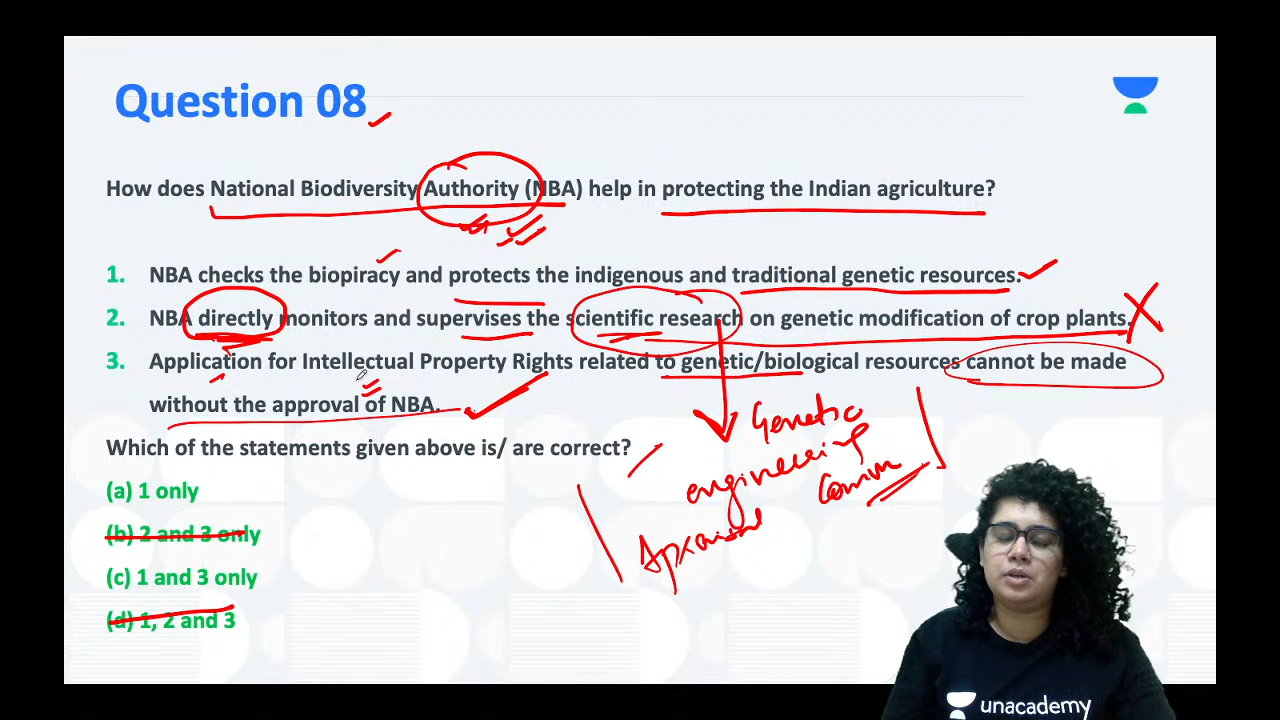 Question 08
How does National Biodiversity Authority (NBA) help in protecting the Indian agriculture?
1. NBA checks the biopiracy and protects the indigenous and traditional genetic resources.
2. NBA directly monitors and supervises the scientific research on genetic modification of crop plants.
3. Application for Intellectual Property Rights related to genetic/biological resources cannot be made
without the approval of NBA.
Genetic
engineering
Which of the statements given above is/ are correct?
(a) 1 only
(b) 2 and 3 only
(c) 1 and 3 only
(d) 1, 2 and 3
unacademy